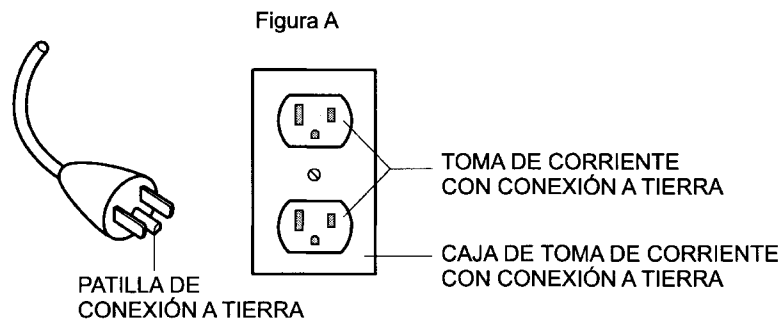 Figura A
TOMA DE CORRIENTE
CON CONEXIÓN A TIERRA
CAJA DE TOMA DE CORRIENTE
CON CONEXIÓN A TIERRA
PATILLA DE
CONEXIÓN A TIERRA